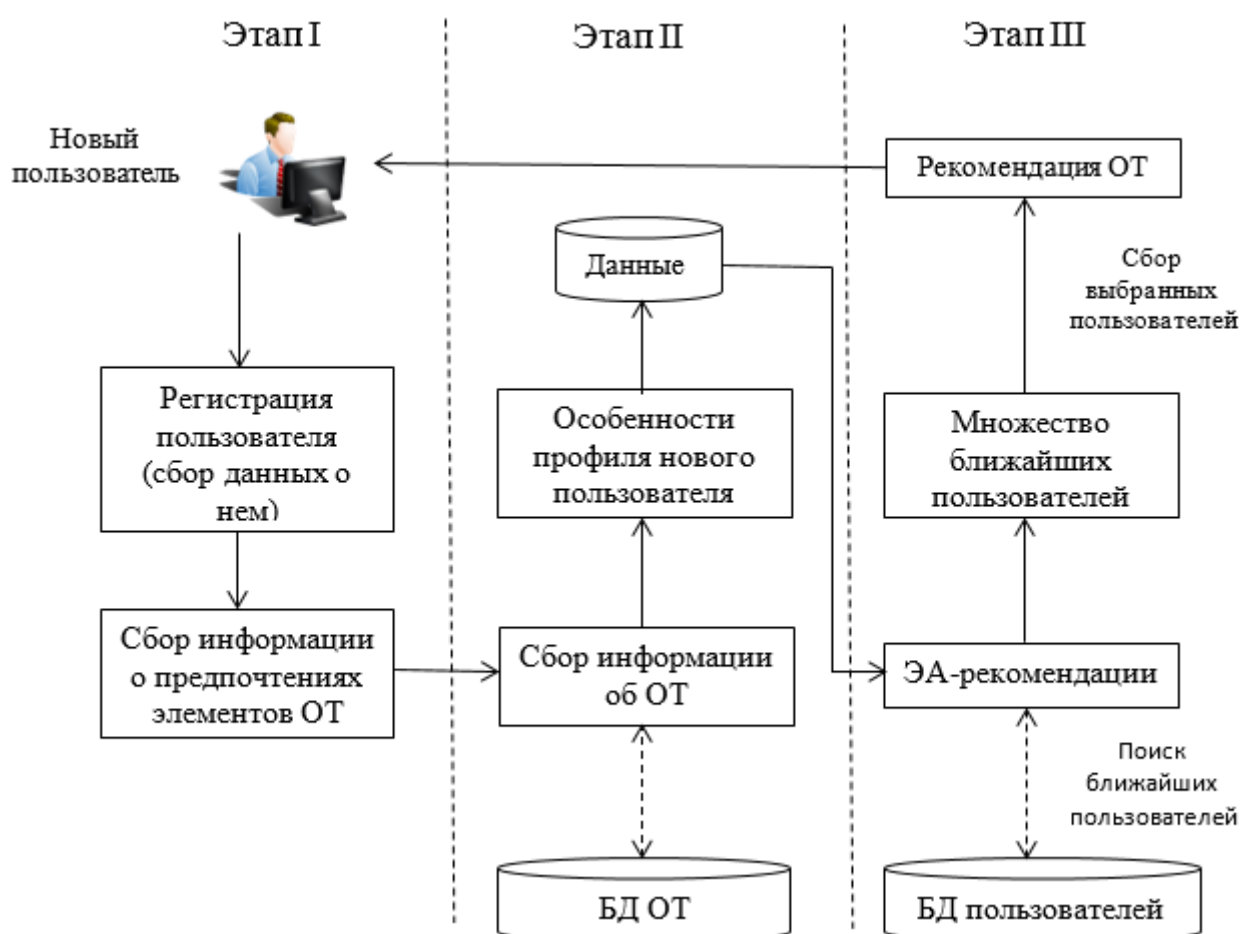 Этап I
Этап II
Этап III
Новый
пользователь
Регистрация
пользователя
(сбор данных о
нем)
Сбор информации
о предпочтениях
элементов ОТ
Данные
Особенности
профиля нового
пользователя
Сбор информации
об ОТ
БД ОТ
Рекомендация ОТ
Сбор
выбранных
пользователей
Множество
ближайших
пользователей
ЭА-рекомендации
Поиск
ближайших
пользователей
БД пользователей